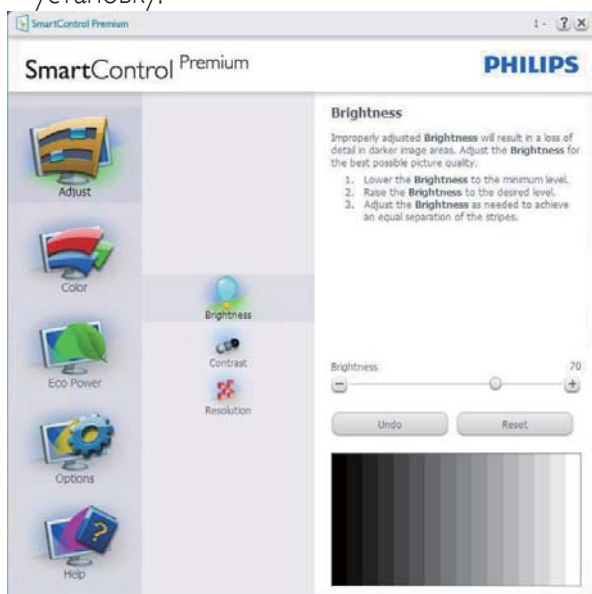 установку.
SmartControl Premium
1 - ? X
SmartControl Premium
PHILIPS
Adjust
Color
Eco Power
Options
Help
Brightness
Contrast
Resolution
Brightness
Improperly adjusted Brightness will result in a loss of
detail in darker image areas. Adjust the Brightness for
the best possible picture quality.
1. Lower the Brightness to the minimum level.
2. Raise the Brightness to the desired level.
3. Adjust the Brightness as needed to achieve
an equal separation of the stripes.
Brightness 70
Undo Reset